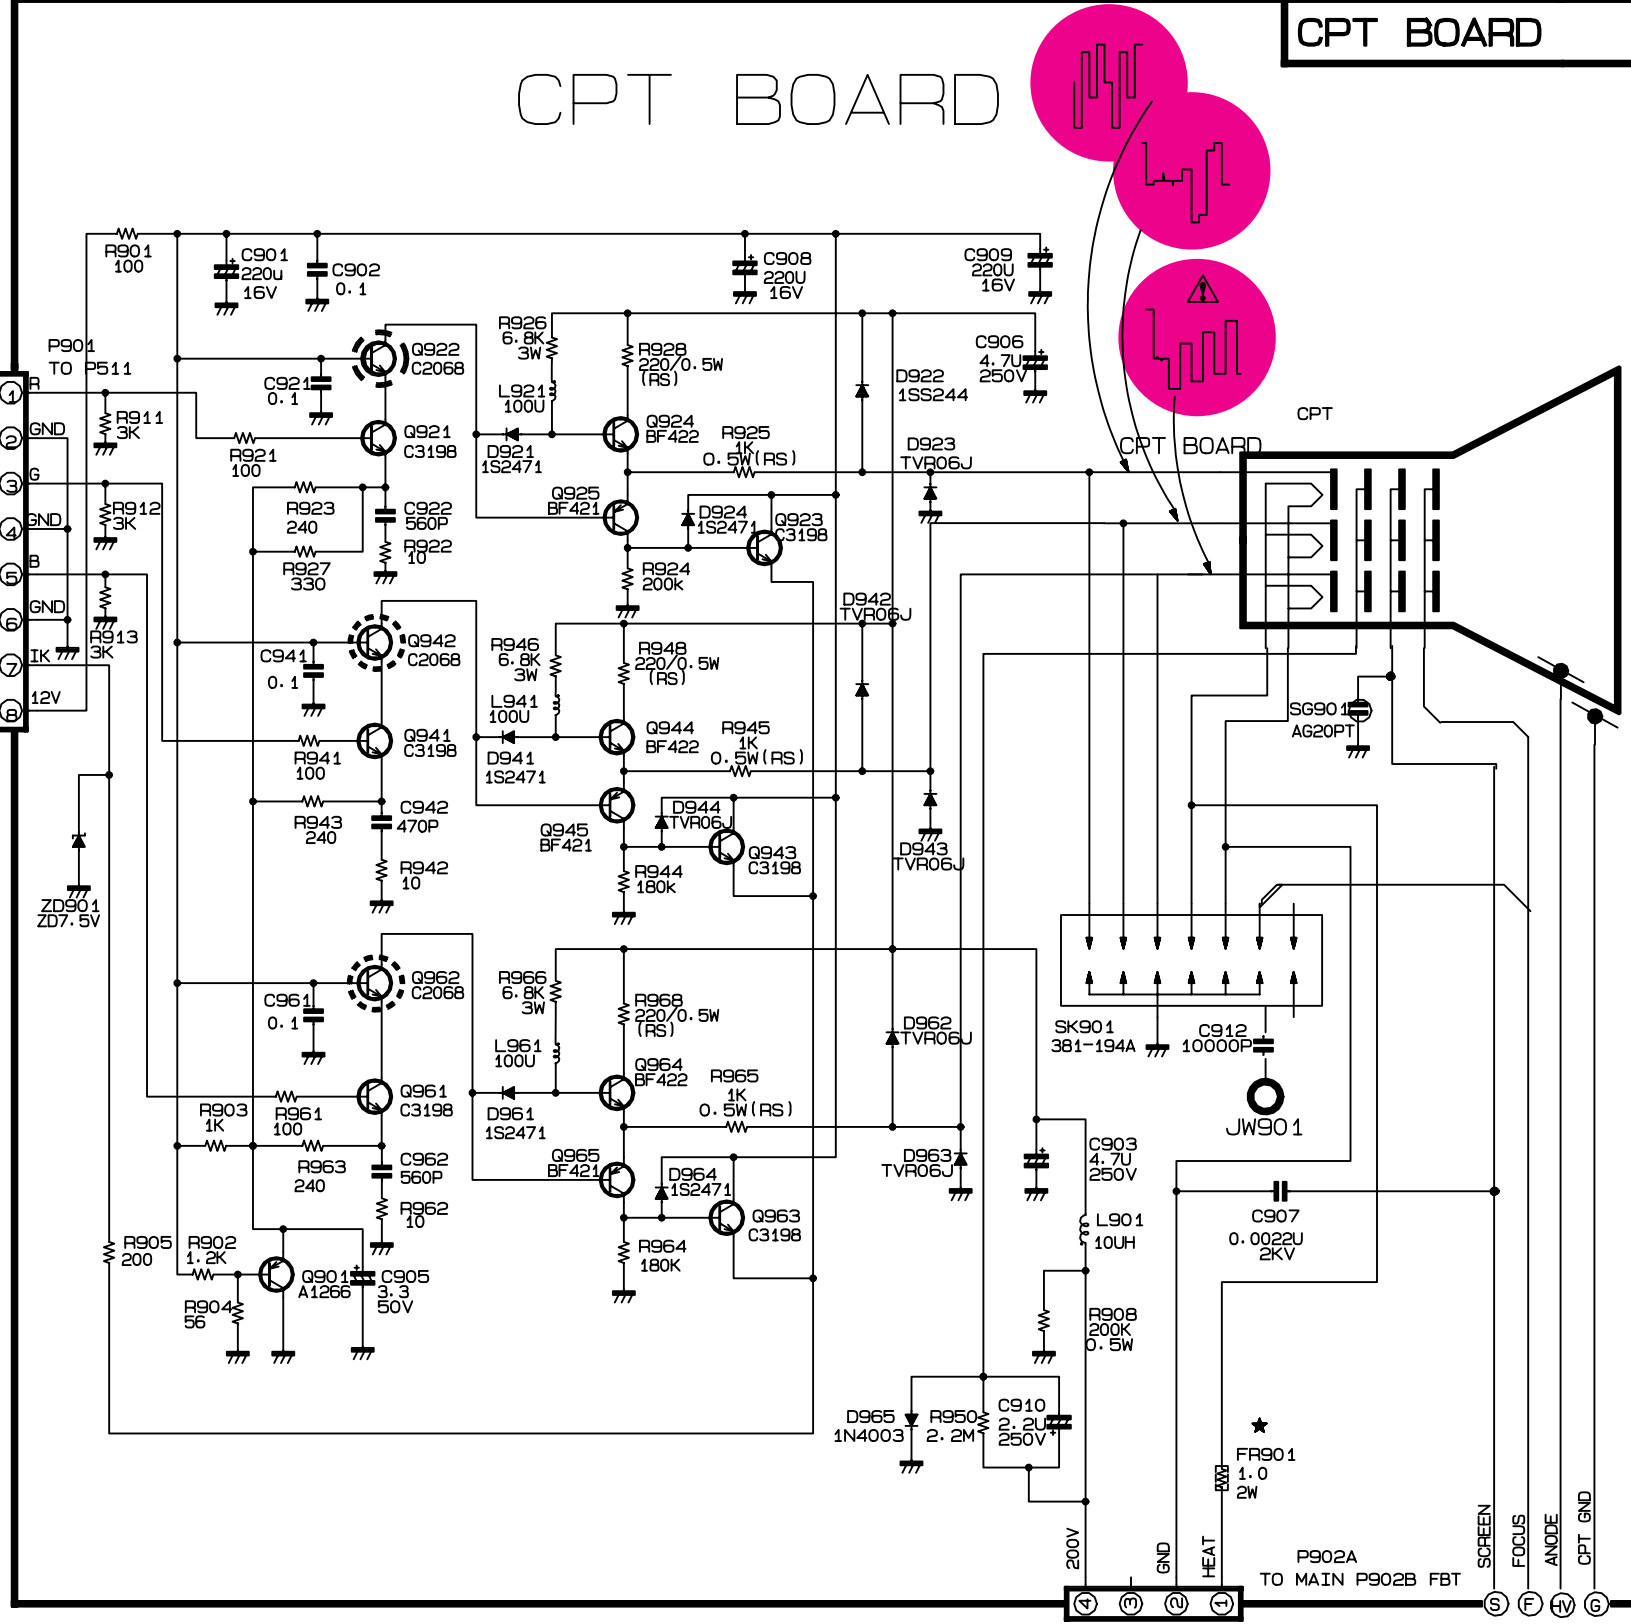 CPT BOARD
CPT BOARD
R901
100
C901
220u
16V
C902
0.1
C908
220U
16V
C909
220U
16V
P901
TO P511
R
1
GND
2
G
3
GND
4
B
5
GND
6
IK
7
12V
8
R911
3K
R912
3K
R913
3K
Q922
C2068
C921
0.1
R921
100
Q921
C3198
R923
240
R927
330
C922
560P
R922
10
R926
6.8K
3W
L921
100U
D921
1S2471
R928
220/0.5W
(RS)
Q924
BF422
Q925
BF421
R925
1K
0.5W(RS)
D922
1SS244
C906
4.7U
250V
D923
TVR06J
D924
1S2471
Q923
C3198
R924
200k
CPT
CPT BOARD
D942
TVR06J
Q942
C2068
C941
0.1
R941
100
Q941
C3198
R943
240
C942
470P
R942
10
R946
6.8K
3W
L941
100U
D941
1S2471
R948
220/0.5W
(RS)
Q944
BF422
R945
1K
0.5W(RS)
Q945
BF421
D944
TVR06J
Q943
C3198
R944
180k
D943
TVR06J
SG901
AG20PT
ZD901
ZD7.5V
Q962
C2068
C961
0.1
R903
1K
R961
100
Q961
C3198
R963
240
C962
560P
R962
10
R966
6.8K
3W
L961
100U
D961
1S2471
R968
220/0.5W
(RS)
Q964
BF422
R965
1K
0.5W(RS)
Q965
BF421
D964
1S2471
Q963
C3198
R964
180K
D962
TVR06J
D963
TVR06J
SK901
381-194A
C912
10000P
JW901
C903
4.7U
250V
L901
10UH
C907
0.0022U
2KV
R905
200
R902
1.2K
R904
56
Q901
A1266
C905
3.3
50V
R908
200K
0.5W
D965
1N4003
R950
2.2M
C910
2.2U
250V
FR901
1.0
2W
200V
GND
HEAT
P902A
TO MAIN P902B FBT
SCREEN
FOCUS
ANODE
CPT GND
4
3
2
1
S
F
HV
G